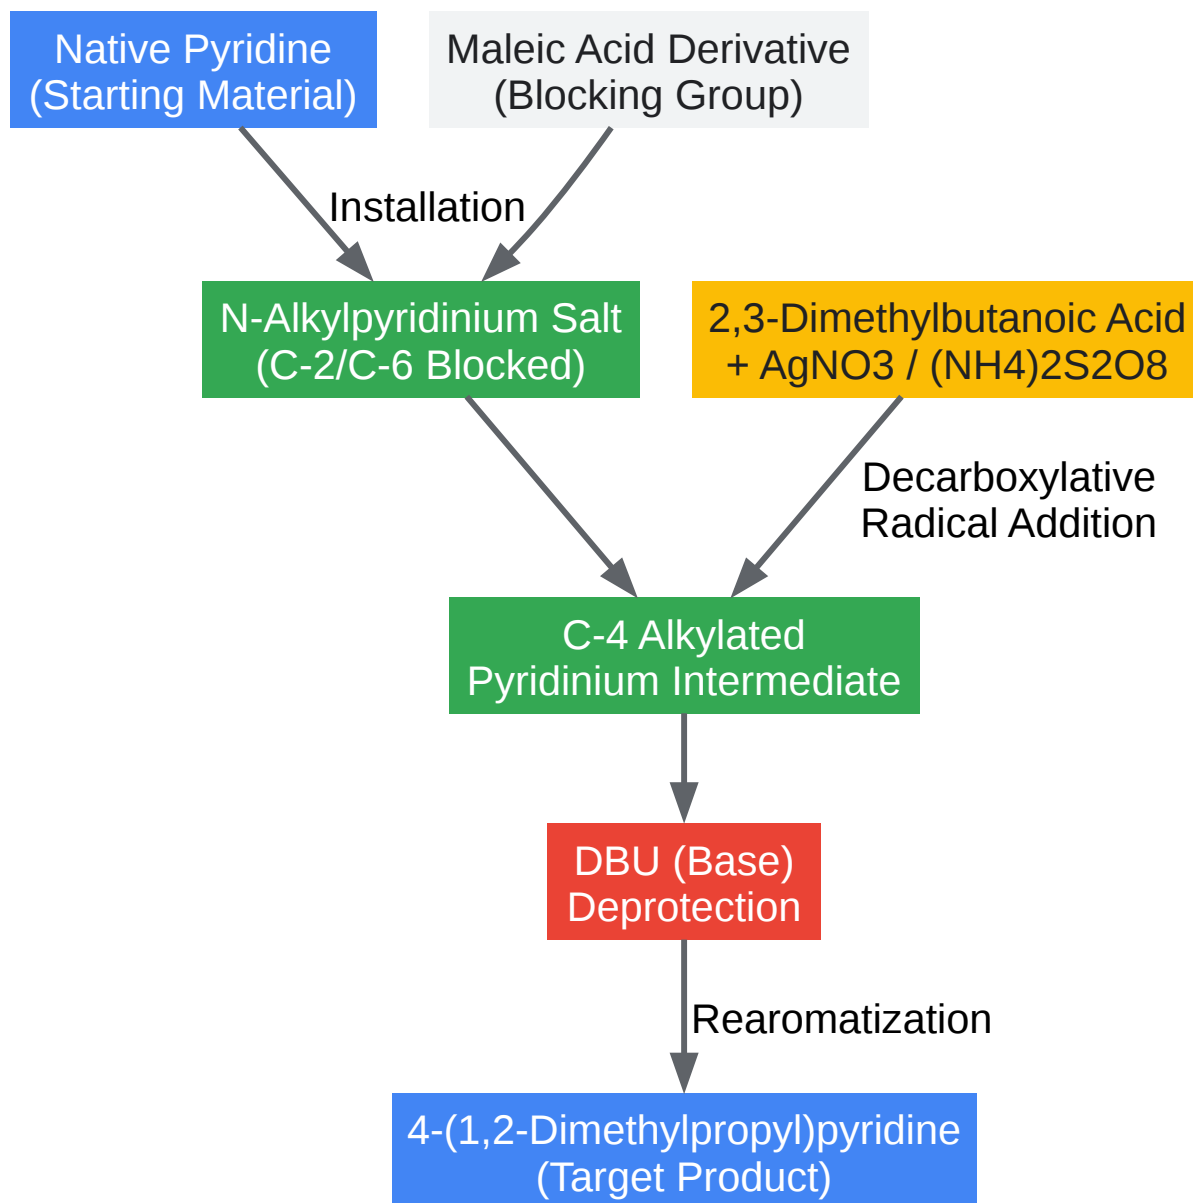 Native Pyridine
(Starting Material)
Maleic Acid Derivative
(Blocking Group)
Installation
N-Alkylpyridinium Salt
(C-2/C-6 Blocked)
2,3-Dimethylbutanoic Acid
+ AgNO3 / (NH4)2S2O8
Decarboxylative
Radical Addition
C-4 Alkylated
Pyridinium Intermediate
DBU (Base)
Deprotection
Rearomatization
4-(1,2-Dimethylpropyl)pyridine
(Target Product)